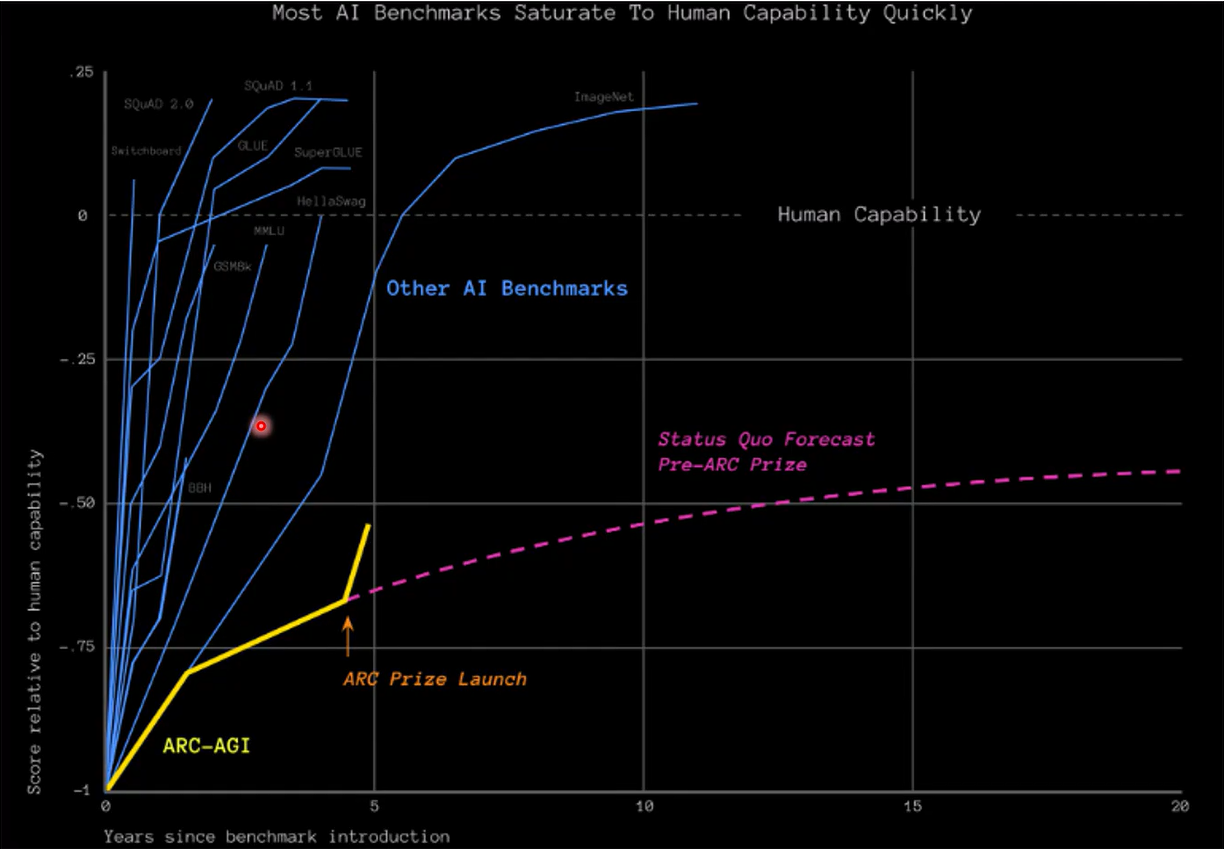 Most AI Benchmarks Saturate To Human Capability Quickly
.25
SQuAD 1.1
SQuAD 2.0
ImageNet
Switchboard
GLUE
SuperGLUE
HellaSwag
0
Human Capability
MMLU
GSM8k
Other AI Benchmarks
-.25
Status Quo Forecast
Pre-ARC Prize
BBH
-.50
-.75
ARC Prize Launch
ARC-AGI
-1
Score relative to human capability
0
5
10
15
20
Years since benchmark introduction